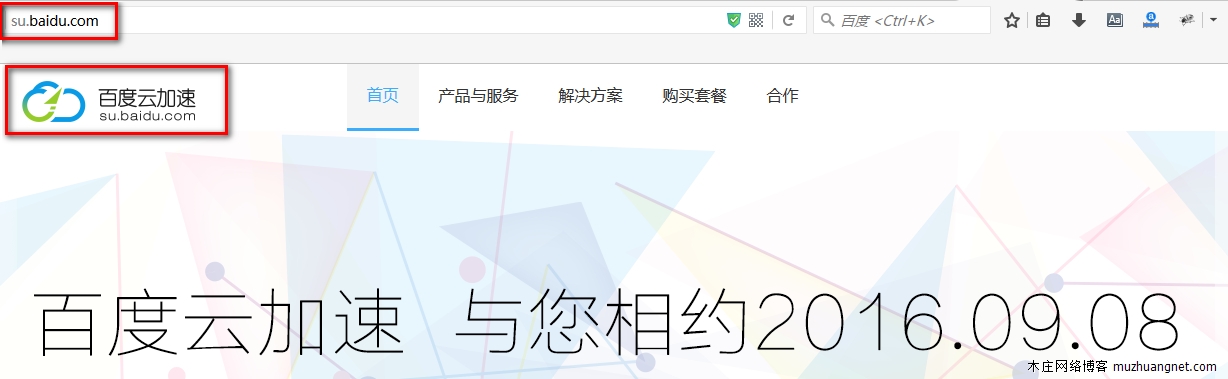 su.baidu.com
百度 <Ctrl+K>
百度云加速
su.baidu.com
首页
产品与服务
解决方案
购买套餐
合作
百度云加速 与您相约2016.09.08
木庄网络博客 muzhuangnet.com